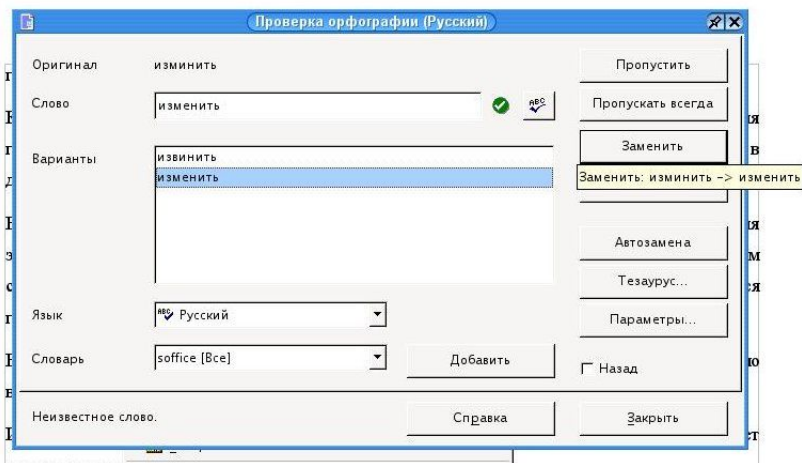 Проверка орфографии (Русский)
Оригинал изминить Пропустить
Слово изменить Пропускать всегда
Варианты извинить Заменить
изменить
Заменить: изминить -> изменить
Автозамена
Тезаурус...
Язык Русский Параметры...
Словарь soffice [Все] Добавить Назад
Неизвестное слово. Справка Закрыть